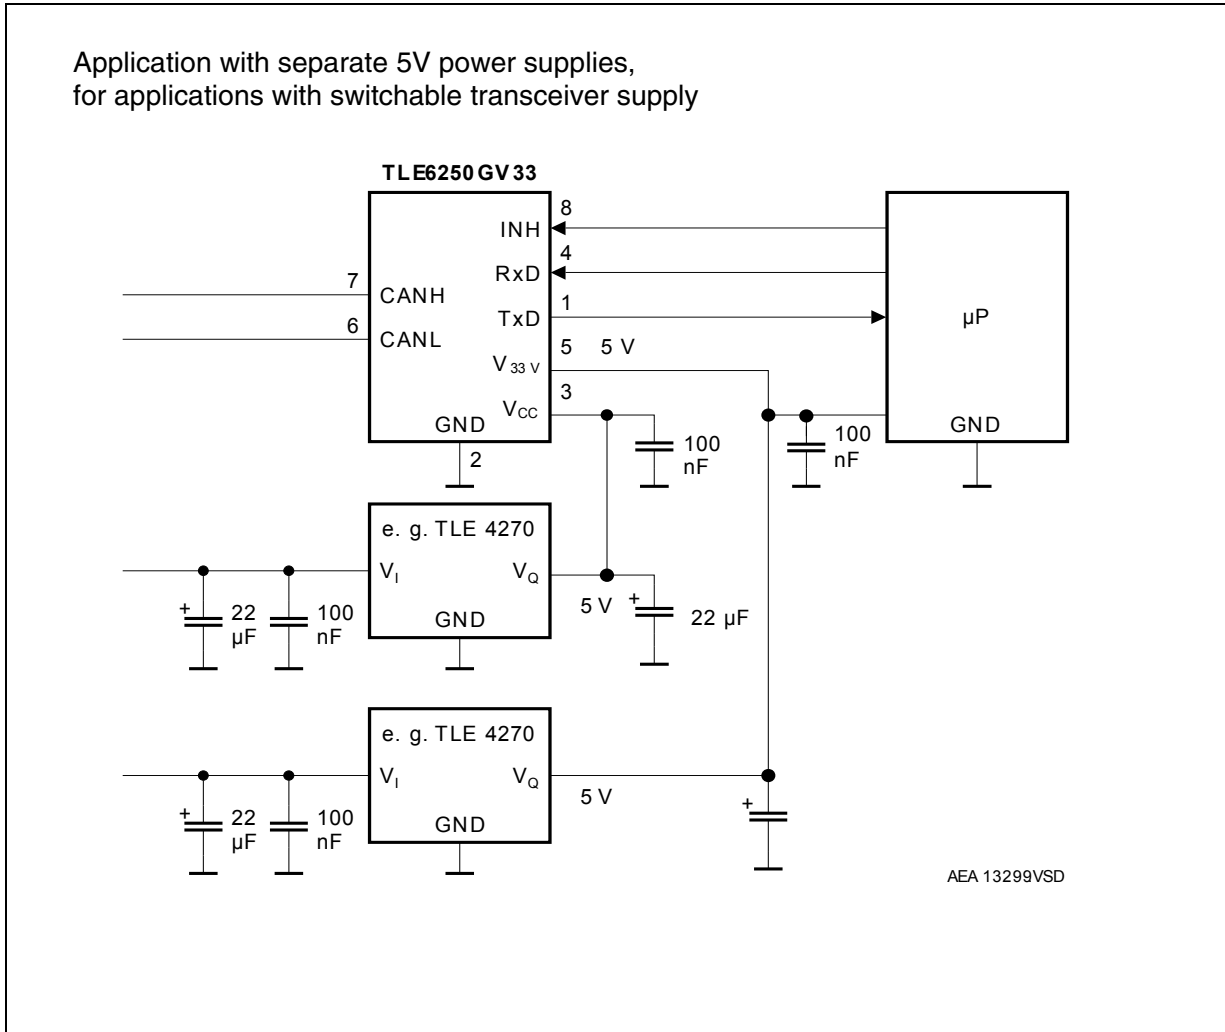 Application with separate 5V power supplies,
for applications with switchable transceiver supply
TLE6250GV33
8
INH
4
RxD
7
CANH
1
TxD
µP
6
CANL
5 5 V
V33 V
3
VCC
GND
GND
2
100
nF
100
nF
e. g. TLE 4270
VI
VQ
5 V
+
22
µF
100
nF
GND
+
22 µF
e. g. TLE 4270
VI
VQ
5 V
+
22
µF
100
nF
GND
+
AEA 13299VSD